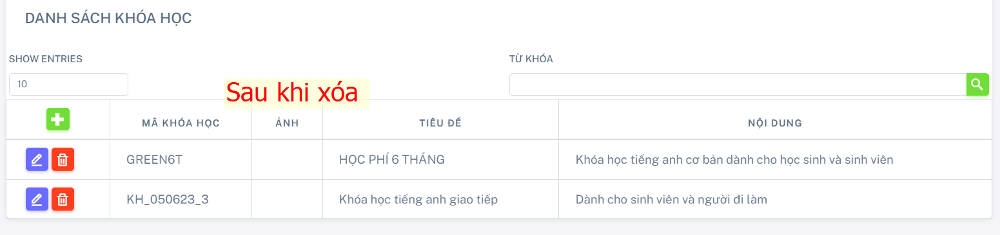 DANH SÁCH KHÓA HỌC
SHOW ENTRIES
TỪ KHÓA
10
Sau khi xóa
MÃ KHÓA HỌC ẢNH TIÊU ĐỀ NỘI DUNG
GREEN6T HỌC PHÍ 6 THÁNG Khóa học tiếng anh cơ bản dành cho học sinh và sinh viên
KH_050623_3 Khóa học tiếng anh giao tiếp Dành cho sinh viên và người đi làm